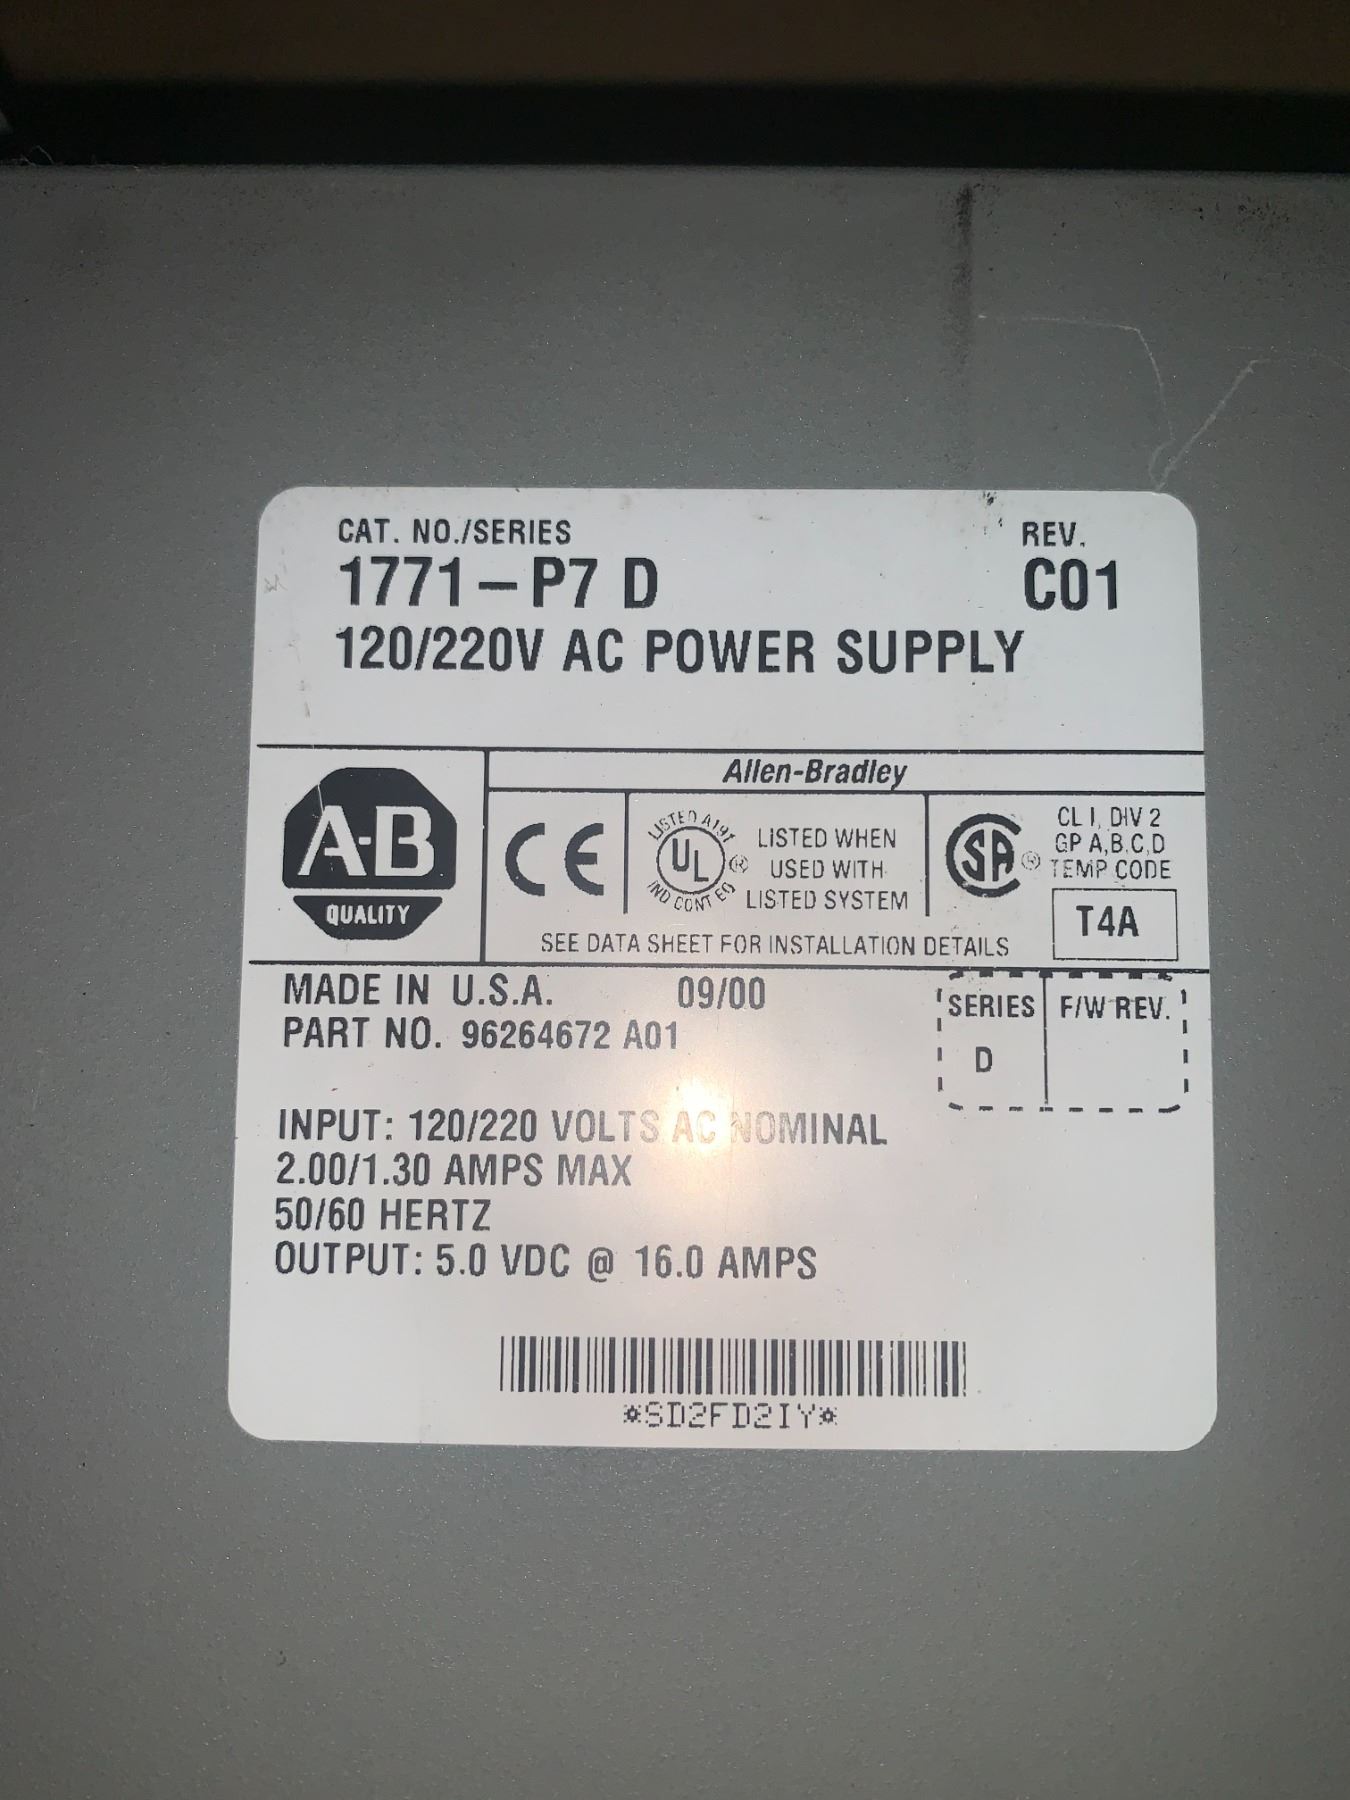 CAT. NO./SERIES
REV.
1771-P7 D
C01
120/220V AC POWER SUPPLY
Allen-Bradley
A-B
QUALITY
CE
LISTED A191
UL ®
IND CONT EQ
LISTED WHEN
USED WITH
LISTED SYSTEM
SA ®
CL I, DIV 2
GP A,B,C,D
TEMP CODE
T4A
SEE DATA SHEET FOR INSTALLATION DETAILS
MADE IN U.S.A. 09/00
PART NO. 96264672 A01
SERIES
F/W REV.
D
INPUT: 120/220 VOLTS AC NOMINAL
2.00/1.30 AMPS MAX
50/60 HERTZ
OUTPUT: 5.0 VDC @ 16.0 AMPS
*SD2FD2IY*